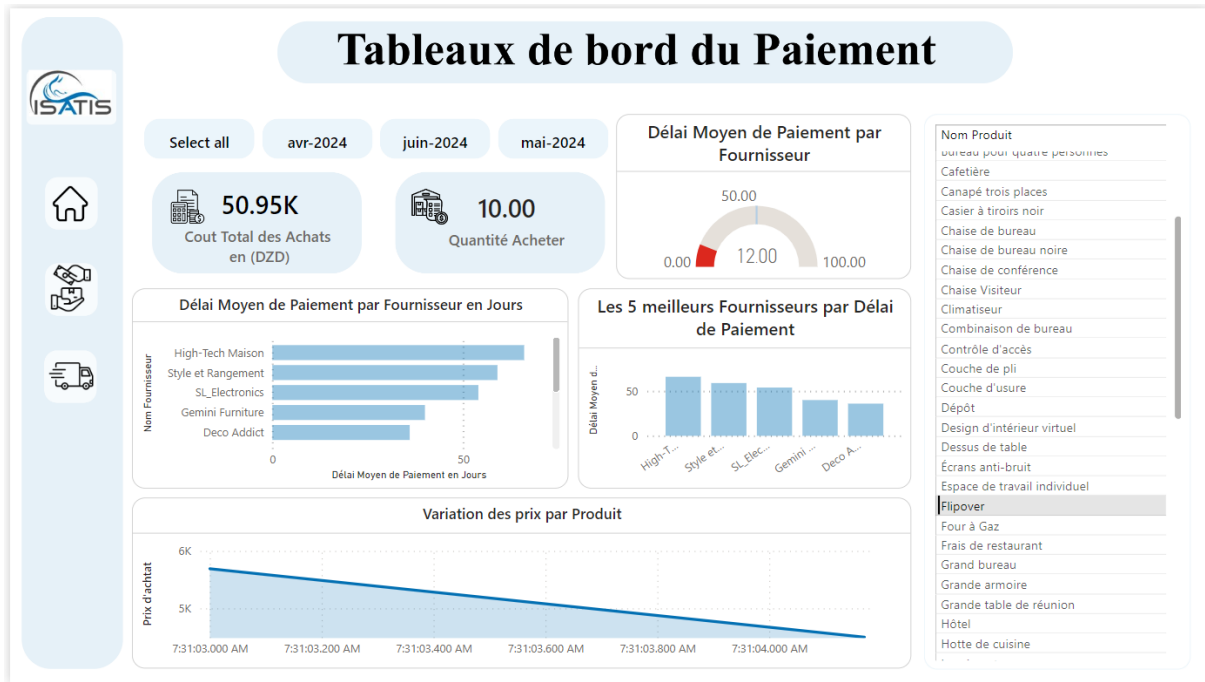 Tableaux de bord du Paiement
ISATIS
Select all
avr-2024
juin-2024
mai-2024
50.95K
Cout Total des Achats
en (DZD)
10.00
Quantité Acheter
Délai Moyen de Paiement par
Fournisseur
50.00
0.00
12.00
100.00
Délai Moyen de Paiement par Fournisseur en Jours
Nom Fournisseur
High-Tech Maison
Style et Rangement
SL_Electronics
Gemini Furniture
Deco Addict
0
50
Délai Moyen de Paiement en Jours
Les 5 meilleurs Fournisseurs par Délai
de Paiement
Délai Moyen d...
50
0
High-T...
Style et...
SL_Elec...
Gemini ...
Deco A...
Variation des prix par Produit
Prix d'achtat
6K
5K
7:31:03.000 AM
7:31:03.200 AM
7:31:03.400 AM
7:31:03.600 AM
7:31:03.800 AM
7:31:04.000 AM
Nom Produit
Bureau pour quatre personnes
Cafetière
Canapé trois places
Casier à tiroirs noir
Chaise de bureau
Chaise de bureau noire
Chaise de conférence
Chaise Visiteur
Climatiseur
Combinaison de bureau
Contrôle d'accès
Couche de pli
Couche d'usure
Dépôt
Design d'intérieur virtuel
Dessus de table
Écrans anti-bruit
Espace de travail individuel
Flipover
Four à Gaz
Frais de restaurant
Grand bureau
Grande armoire
Grande table de réunion
Hôtel
Hotte de cuisine